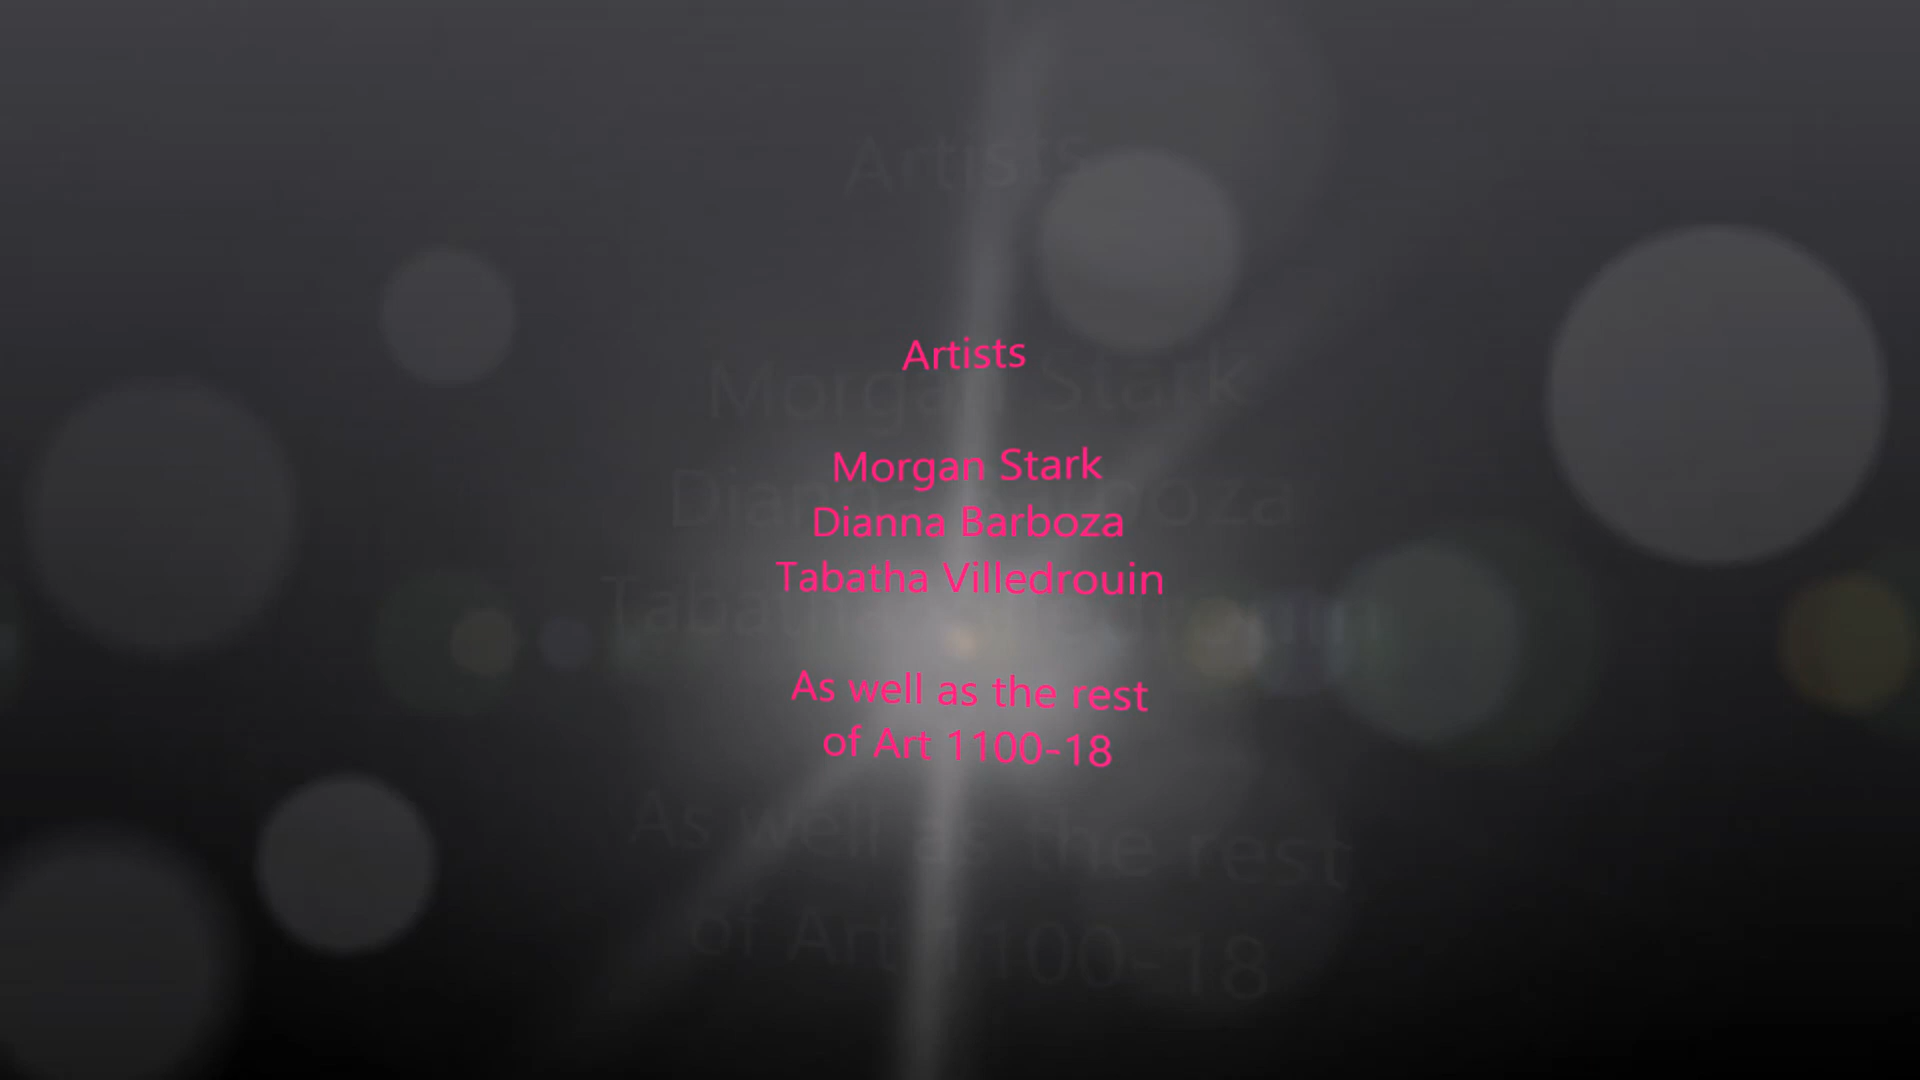 Artists
Morgan Stark
Dianna Barboza
Tabatha Villedrouin
As well as the rest
of Art 1100-18